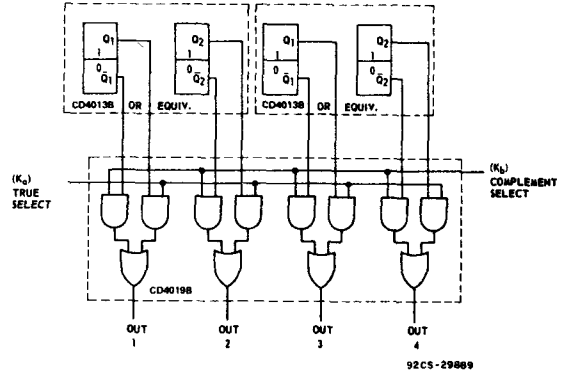 Q1 Q2 Q1 Q2
1 1 1 1
0 0 0 0
Q̅1 Q̅2 Q̅1 Q̅2
CD4013B OR EQUIV. CD4013B OR EQUIV.
(Ka)
TRUE
SELECT
(Kb)
COMPLEMENT
SELECT
CD4019B
OUT OUT OUT OUT
1 2 3 4
92CS-29889